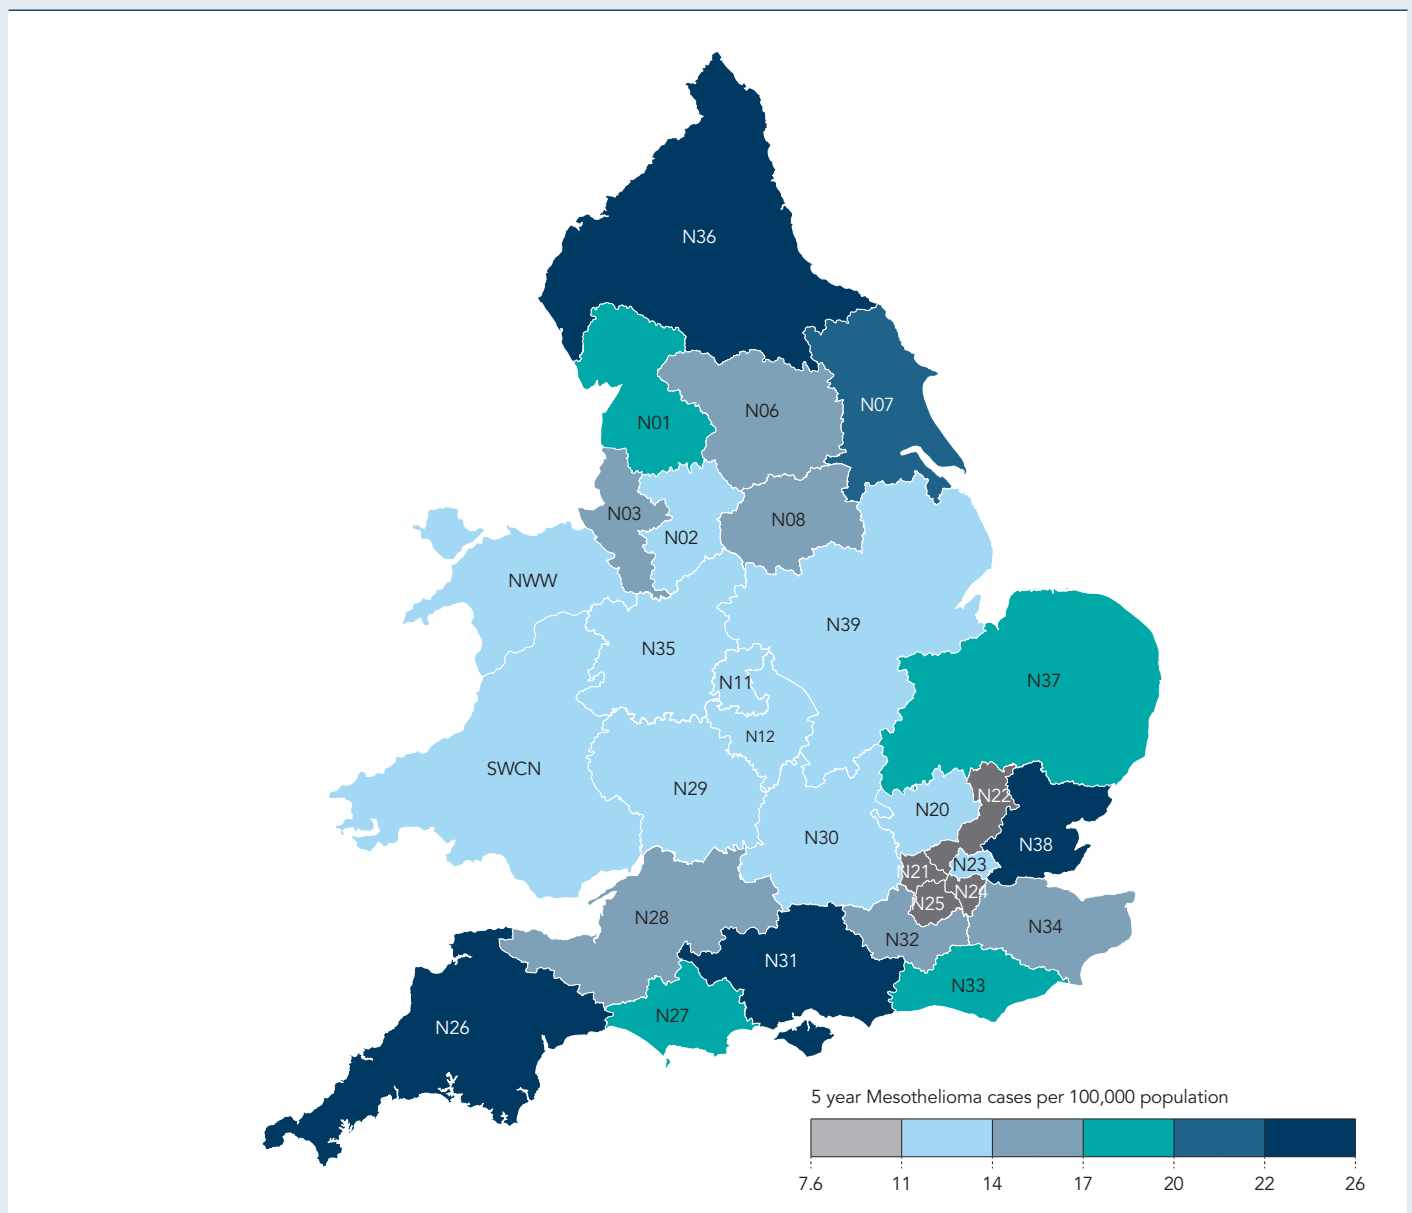 N36
N07
N06
N01
N03
N08
N02
NWW
N39
N35
N11
N37
N12
SWCN
N29
N22
N20
N30
N38
N23
N21
N24
N25
N28
N34
N32
N31
N33
N27
N26
5 year Mesothelioma cases per 100,000 population
7.6 11 14 17 20 22 26